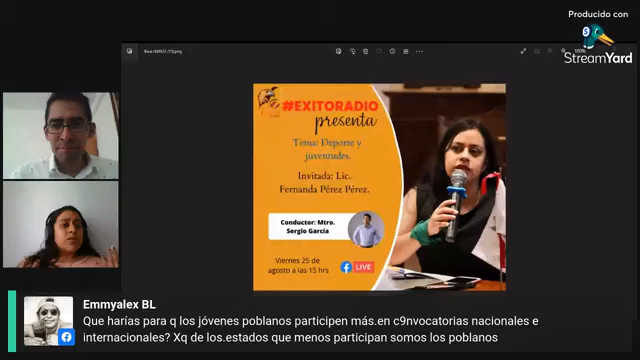 Producido con
StreamYard
100%
#EXITORADIO
presenta
Tema: Deporte y
juventudes.
Invitada: Lic.
Fernanda Pérez Pérez.
Conductor: Mtro.
Sergio García
Viernes 25 de
agosto a las 15 hrs
LIVE
Emmyalex BL
Que harías para q los jóvenes poblanos participen más.en c9nvocatorias nacionales e
internacionales? Xq de los.estados que menos participan somos los poblanos